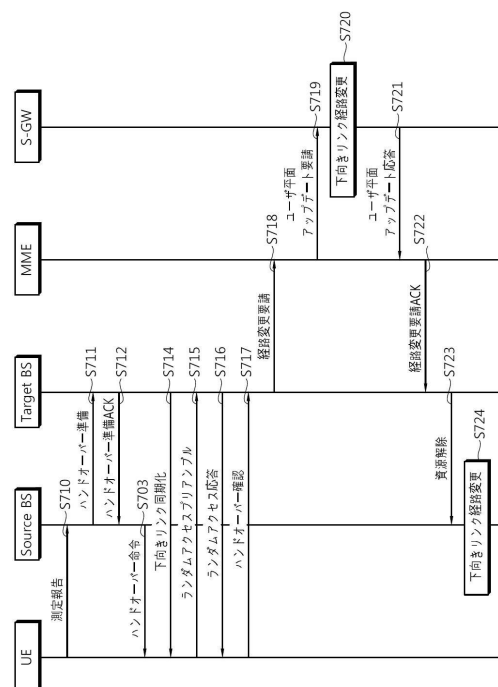 UE
Source BS
Target BS
MME
S-GW
測定報告
S710
ハンドオーバー準備
S711
ハンドオーバー準備ACK
S712
ハンドオーバー命令
S703
下向きリンク同期化
S714
ランダムアクセスプリアンブル
S715
ランダムアクセス応答
S716
ハンドオーバー確認
S717
経路変更要請
S718
ユーザ平面
アップデート要請
S719
下向きリンク経路変更
S720
ユーザ平面
アップデート応答
S721
経路変更要請ACK
S722
資源解除
S723
下向きリンク経路変更
S724